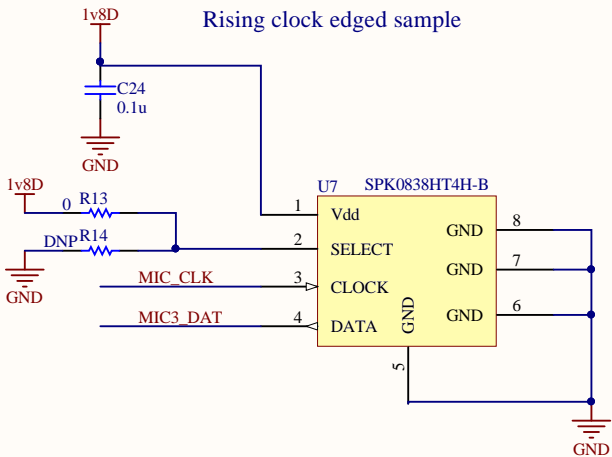 1v8D
Rising clock edged sample
C24
0.1u
GND
1v8D
0 R13
DNP R14
GND
MIC_CLK
MIC3_DAT
U7 SPK0838HT4H-B
1 Vdd
2 SELECT
3 CLOCK
4 DATA
GND 8
GND 7
GND 6
GND
5
GND